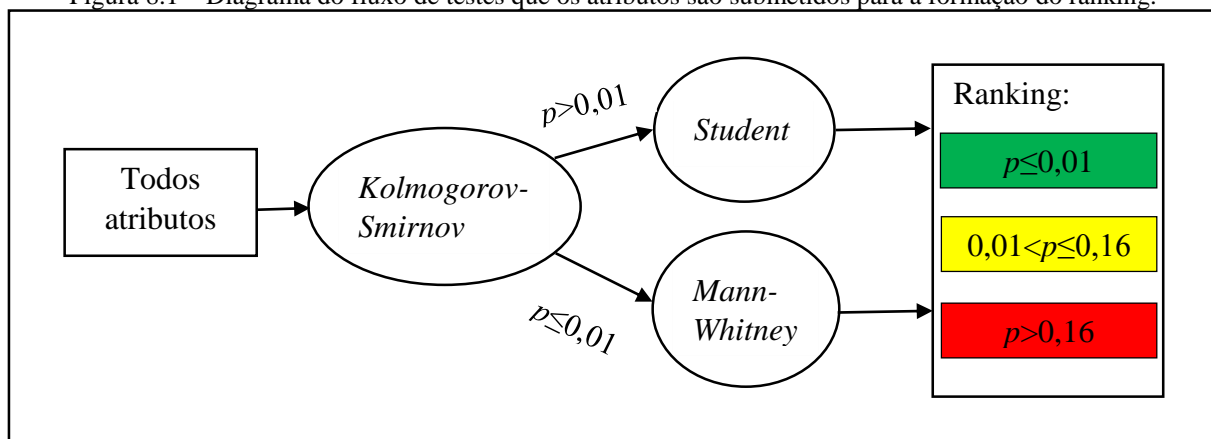 Figura 8.1 – Diagrama do fluxo de testes que os atributos são submetidos para a formação do ranking.
Todos
atributos
Kolmogorov-
Smirnov
p>0,01
p≤0,01
Student
Mann-
Whitney
Ranking:
p≤0,01
0,01<p≤0,16
p>0,16